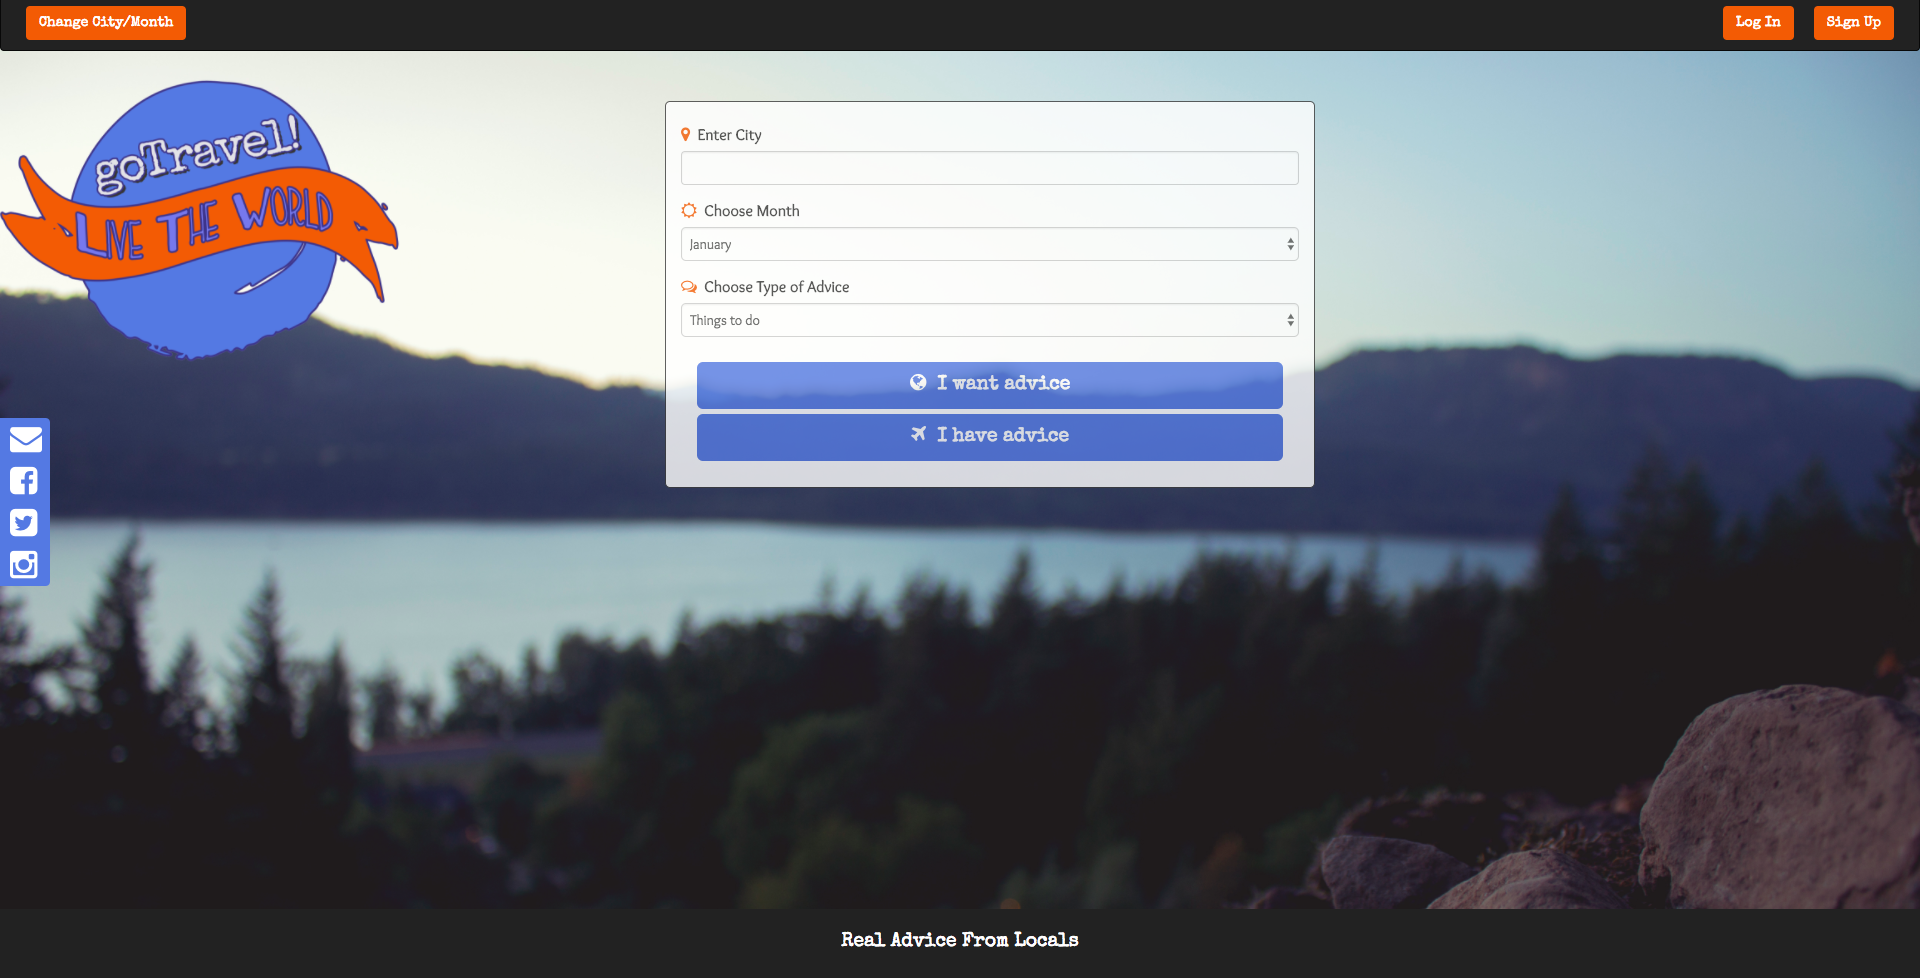 Change City/Month
Log In
Sign Up
goTravel!
LIVE THE WORLD
Enter City
Choose Month
January
Choose Type of Advice
Things to do
I want advice
I have advice
Real Advice From Locals